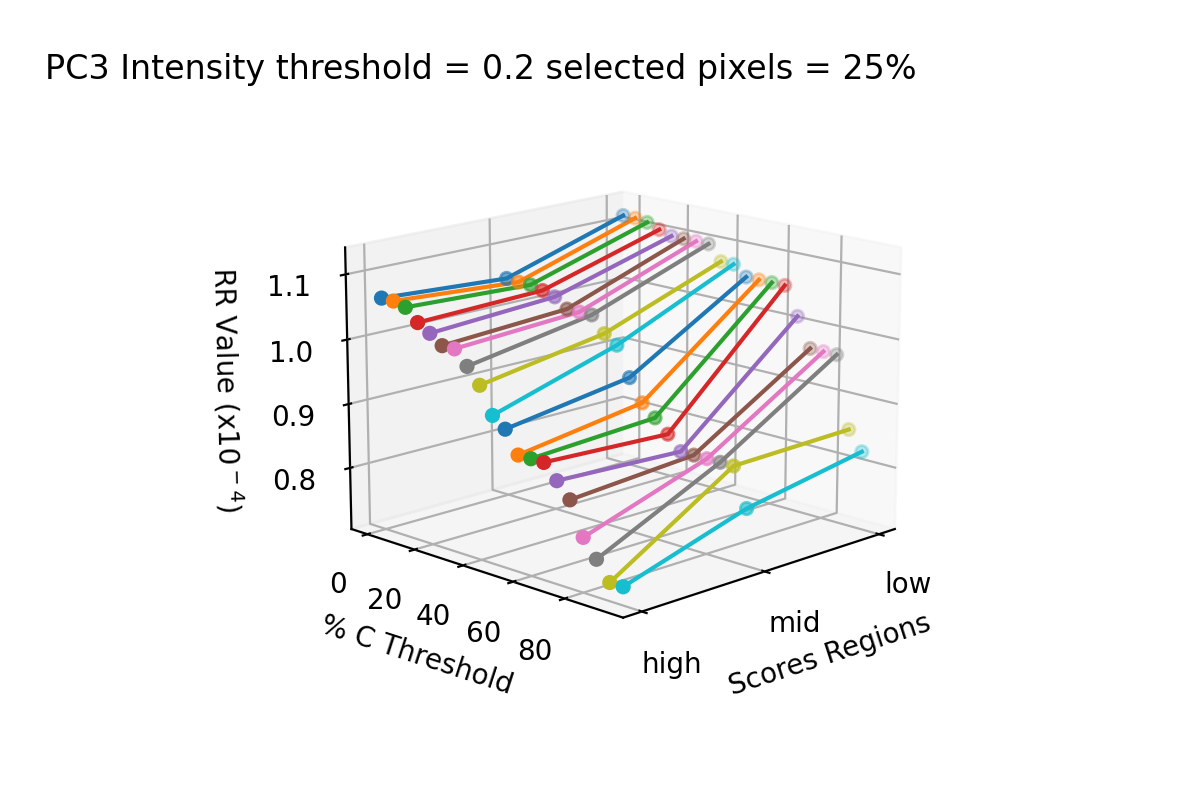 PC3 Intensity threshold = 0.2 selected pixels = 25%
1.1
1.0
0.9
0.8
RR Value (x10⁻⁴)
0
20
40
60
80
% C Threshold
high
mid
low
Scores Regions